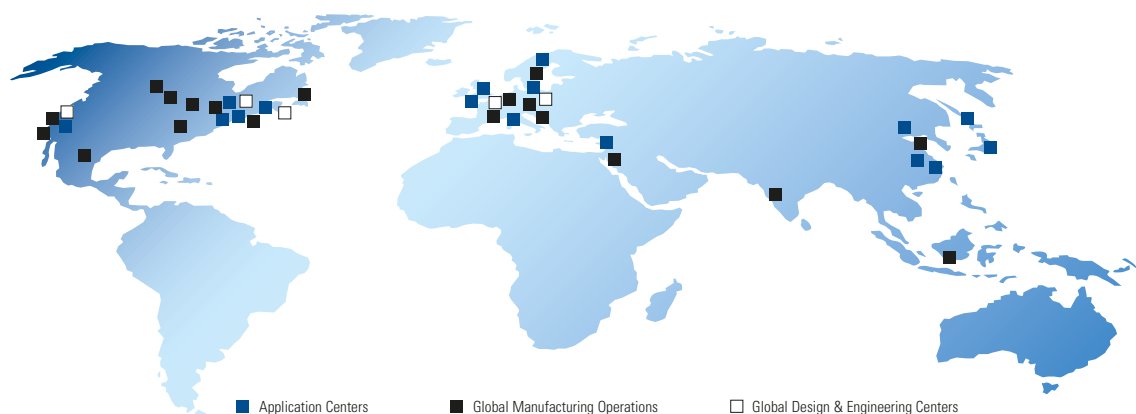 Application Centers
Global Manufacturing Operations
Global Design & Engineering Centers